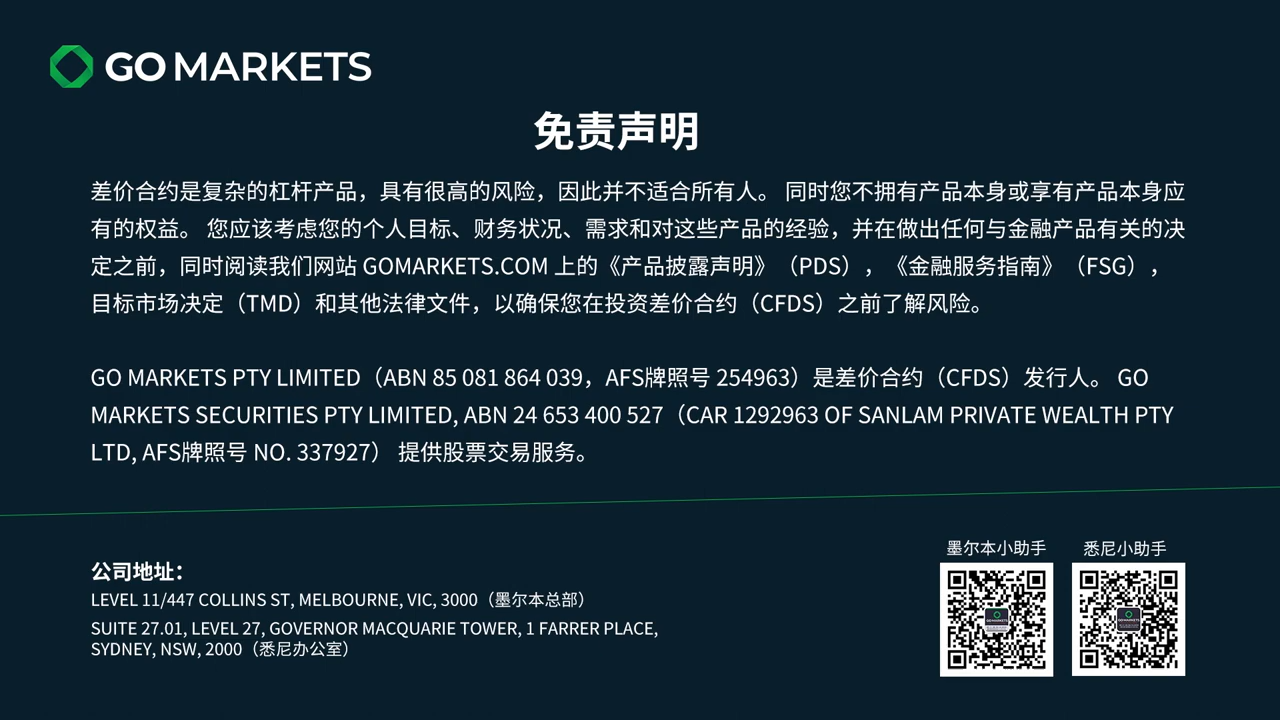 GO MARKETS
免责声明
差价合约是复杂的杠杆产品，具有很高的风险，因此并不适合所有人。 同时您不拥有产品本身或享有产品本身应
有的权益。 您应该考虑您的个人目标、财务状况、需求和对这些产品的经验，并在做出任何与金融产品有关的决
定之前，同时阅读我们网站 GOMARKETS.COM 上的《产品披露声明》（PDS），《金融服务指南》（FSG），
目标市场决定（TMD）和其他法律文件，以确保您在投资差价合约（CFDS）之前了解风险。
GO MARKETS PTY LIMITED（ABN 85 081 864 039，AFS牌照号 254963）是差价合约（CFDS）发行人。 GO
MARKETS SECURITIES PTY LIMITED, ABN 24 653 400 527（CAR 1292963 OF SANLAM PRIVATE WEALTH PTY
LTD, AFS牌照号 NO. 337927） 提供股票交易服务。
公司地址：
LEVEL 11/447 COLLINS ST, MELBOURNE, VIC, 3000（墨尔本总部）
SUITE 27.01, LEVEL 27, GOVERNOR MACQUARIE TOWER, 1 FARRER PLACE,
SYDNEY, NSW, 2000（悉尼办公室）
墨尔本小助手
悉尼小助手